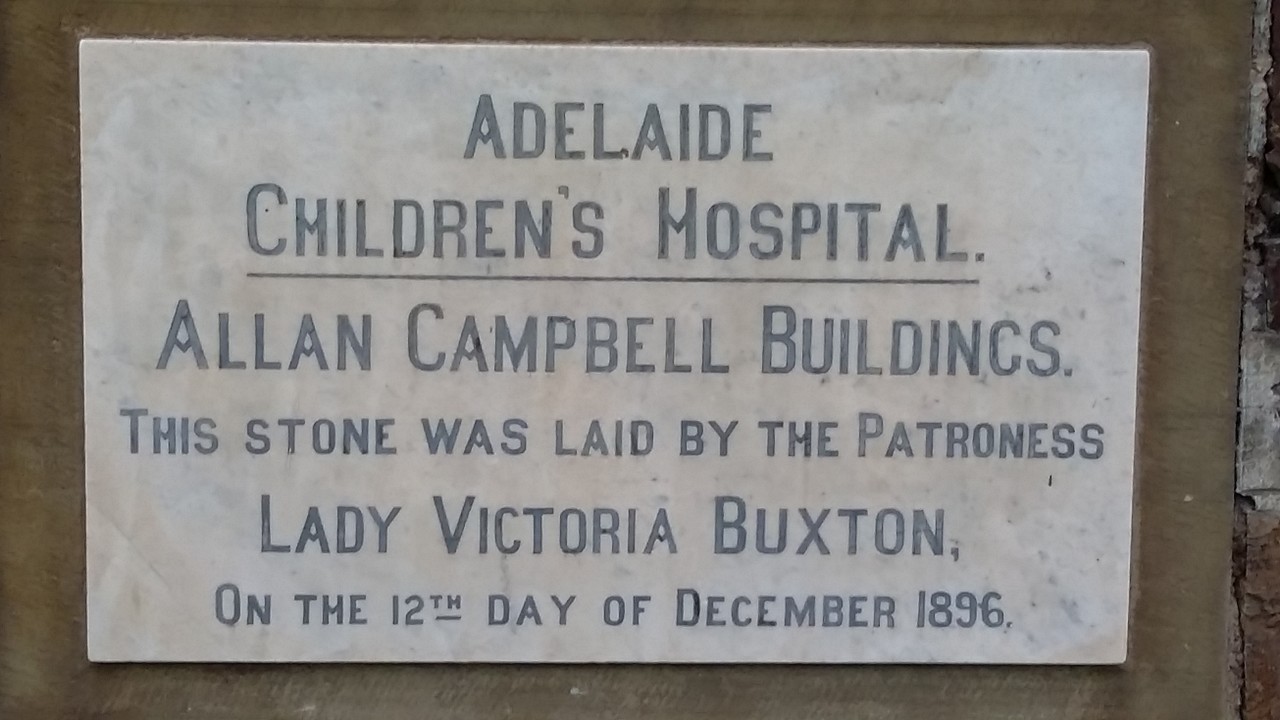 ADELAIDE
CHILDREN'S HOSPITAL.
ALLAN CAMPBELL BUILDINGS.
THIS STONE WAS LAID BY THE PATRONESS
LADY VICTORIA BUXTON,
ON THE 12TH DAY OF DECEMBER 1896.